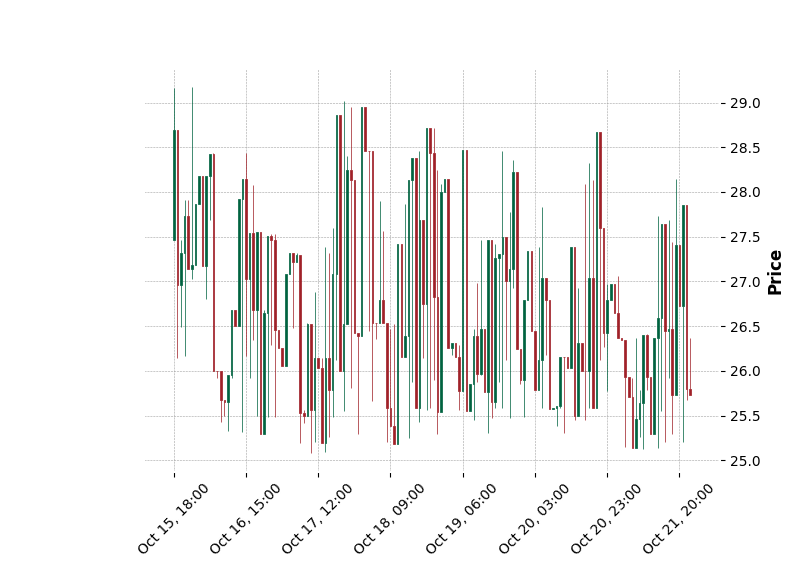 29.0
28.5
28.0
27.5
27.0
26.5
26.0
25.5
25.0
Price
Oct 15, 18:00
Oct 16, 15:00
Oct 17, 12:00
Oct 18, 09:00
Oct 19, 06:00
Oct 20, 03:00
Oct 20, 23:00
Oct 21, 20:00